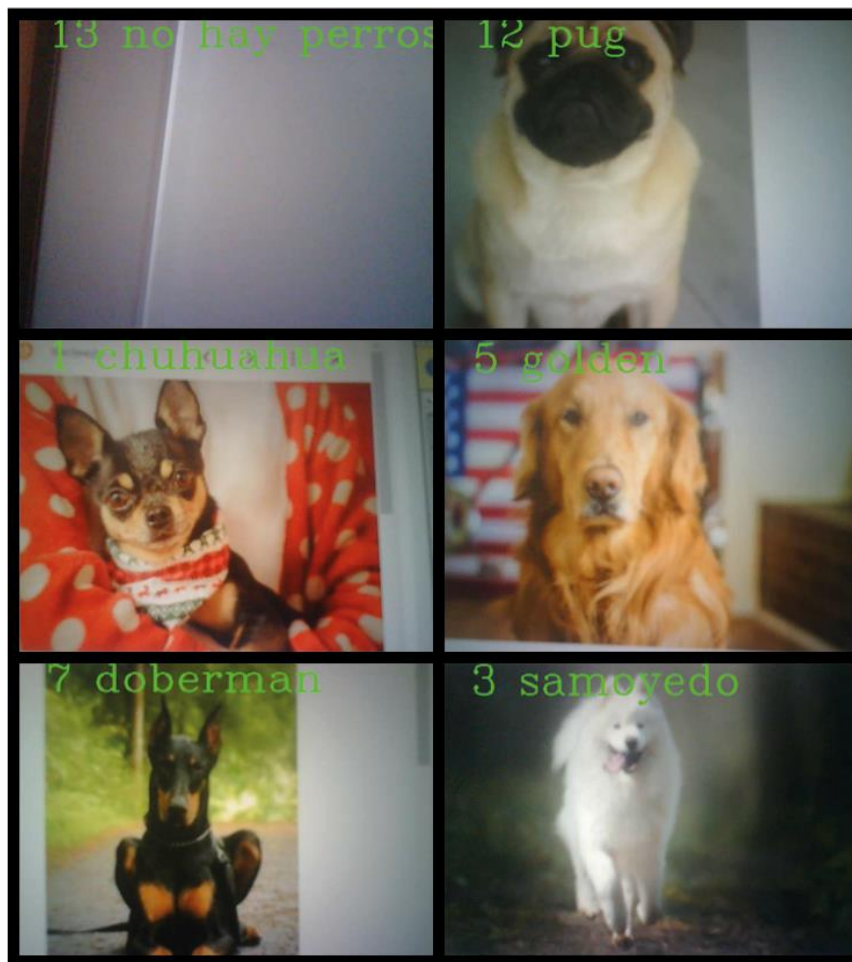 13 no hay perros
12 pug
1 chuhuahua
5 golden
7 doberman
3 samoyedo